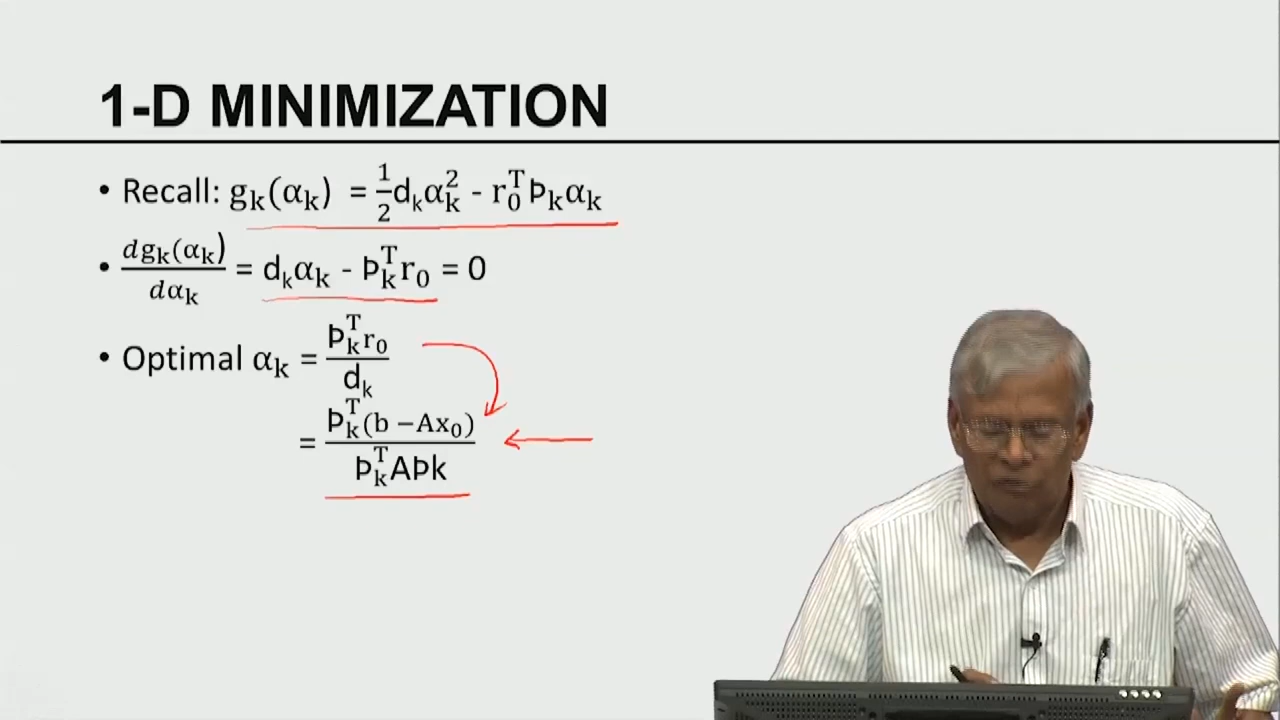 1-D MINIMIZATION
• Recall: gₖ(αₖ) = ½dₖαₖ² - r₀ᵀÞₖαₖ
• dgₖ(αₖ)/dαₖ = dₖαₖ - Þₖᵀr₀ = 0
• Optimal αₖ = Þₖᵀr₀/dₖ
= Þₖᵀ(b −Ax₀)/ÞₖᵀAÞk